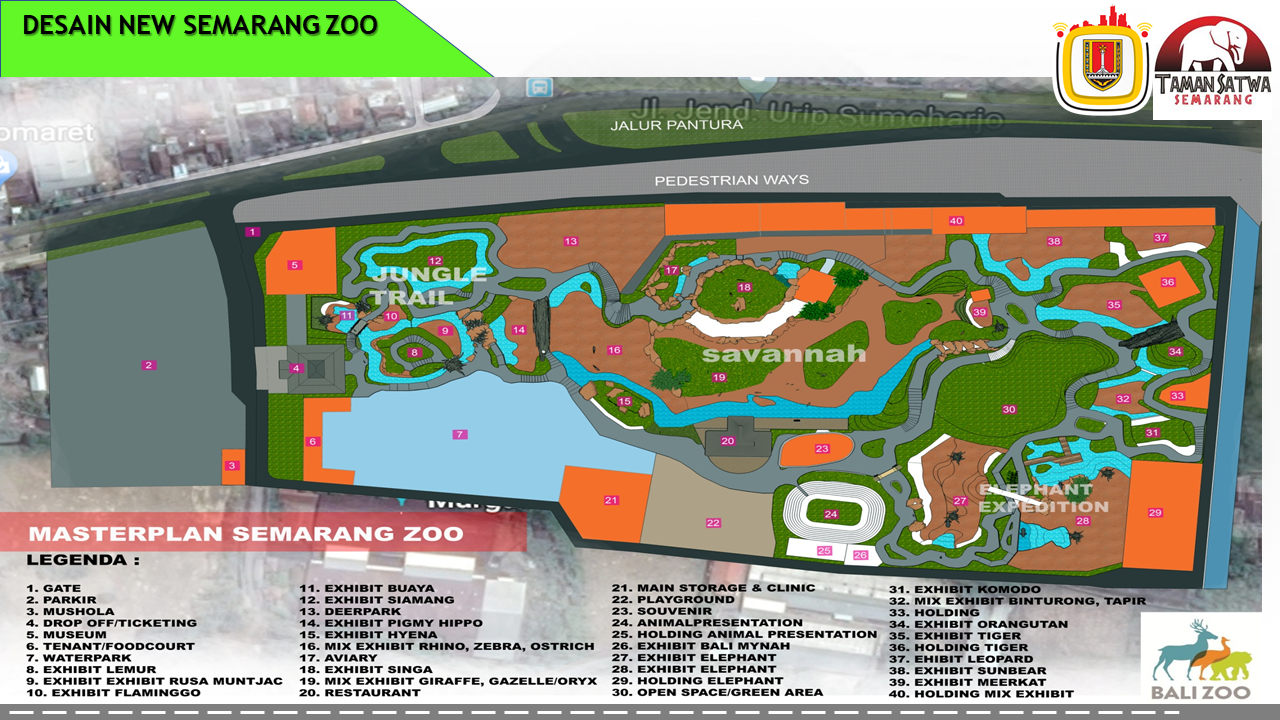 DESAIN NEW SEMARANG ZOO
TAMAN SATWA
SEMARANG
omaret
Jl. Jend. Urip Sumoharjo
JALUR PANTURA
PEDESTRIAN WAYS
1
40
13
38
37
5
12
JUNGLE
TRAIL
17
18
36
35
39
11
10
9
14
16
savannah
34
8
2
4
19
32
33
15
30
31
6
7
20
23
3
ELEPHANT
EXPEDITION
27
21
22
24
28
29
25
26
MASTERPLAN SEMARANG ZOO
LEGENDA :
1. GATE
2. PARKIR
3. MUSHOLA
4. DROP OFF/TICKETING
5. MUSEUM
6. TENANT/FOODCOURT
7. WATERPARK
8. EXHIBIT LEMUR
9. EXHIBIT EXHIBIT RUSA MUNTJAC
10. EXHIBIT FLAMINGGO
11. EXHIBIT BUAYA
12. EXHIBIT SIAMANG
13. DEERPARK
14. EXHIBIT PIGMY HIPPO
15. EXHIBIT HYENA
16. MIX EXHIBIT RHINO, ZEBRA, OSTRICH
17. AVIARY
18. EXHIBIT SINGA
19. MIX EXHIBIT GIRAFFE, GAZELLE/ORYX
20. RESTAURANT
21. MAIN STORAGE & CLINIC
22. PLAYGROUND
23. SOUVENIR
24. ANIMALPRESENTATION
25. HOLDING ANIMAL PRESENTATION
26. EXHIBIT BALI MYNAH
27. EXHIBIT ELEPHANT
28. EXHIBIT ELEPHANT
29. HOLDING ELEPHANT
30. OPEN SPACE/GREEN AREA
31. EXHIBIT KOMODO
32. MIX EXHIBIT BINTURONG, TAPIR
33. HOLDING
34. EXHIBIT ORANGUTAN
35. EXHIBIT TIGER
36. HOLDING TIGER
37. EHIBIT LEOPARD
38. EXHIBIT SUNBEAR
39. EXHIBIT MEERKAT
40. HOLDING MIX EXHIBIT
BALI ZOO